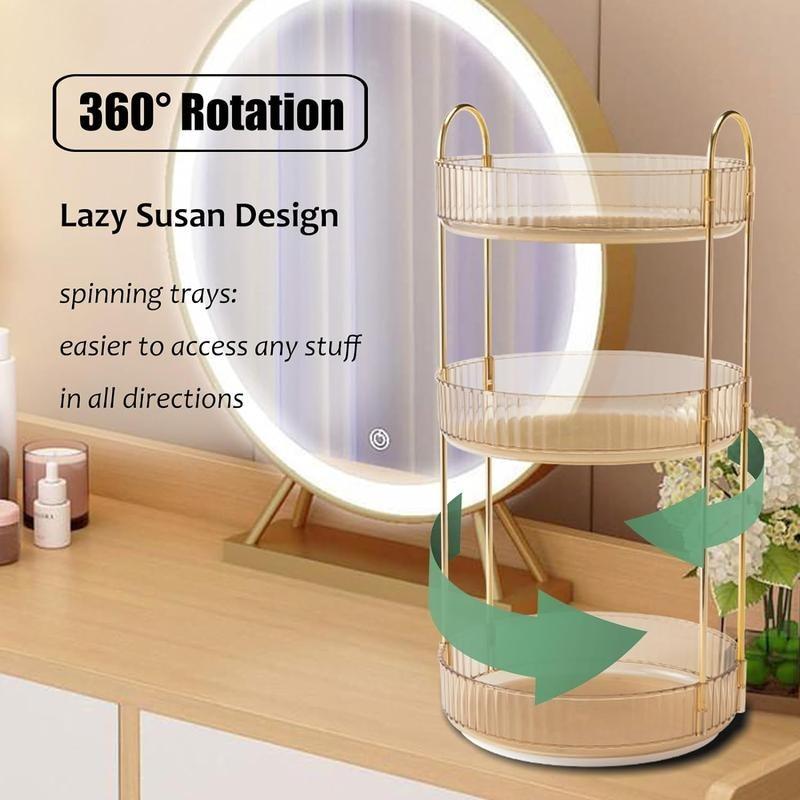 360° Rotation
Lazy Susan Design
spinning trays:
easier to access any stuff
in all directions